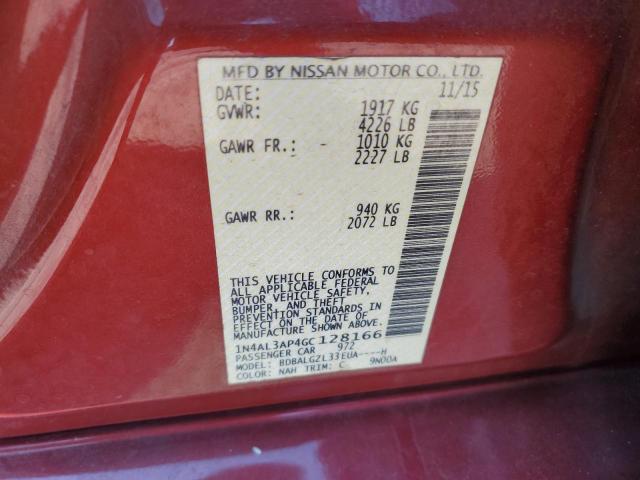 MFD BY NISSAN MOTOR CO., LTD.
DATE: 11/15
GVWR: 1917 KG
4226 LB
GAWR FR.: - 1010 KG
2227 LB
GAWR RR.: 940 KG
2072 LB
THIS VEHICLE CONFORMS TO
ALL APPLICABLE FEDERAL
MOTOR VEHICLE SAFETY,
BUMPER, AND THEFT
PREVENTION STANDARDS IN
EFFECT ON THE DATE OF
MANUFACTURE SHOWN ABOVE.
1N4AL3AP4GC128166
PASSENGER CAR 972
MODEL: BDBALGZL33EUA----H
COLOR: NAH TRIM: C 9N00A